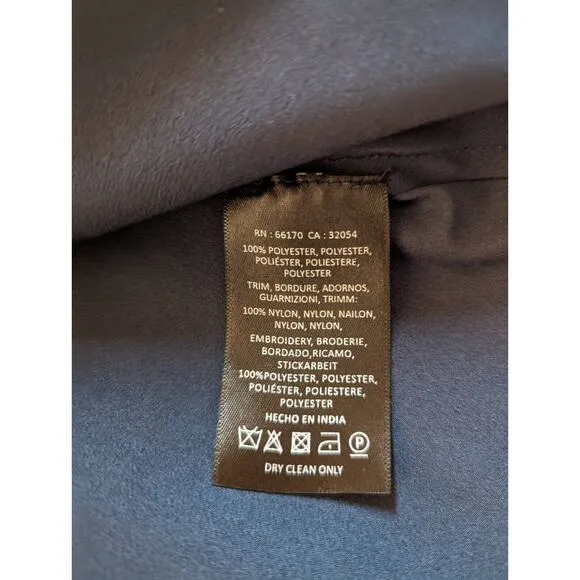 RN : 66170 CA : 32054
100% POLYESTER, POLYESTER,
POLIÉSTER, POLIESTERE,
POLYESTER
TRIM, BORDURE, ADORNOS,
GUARNIZIONI, TRIMM:
100% NYLON, NYLON, NAILON,
NYLON, NYLON,
EMBROIDERY, BRODERIE,
BORDADO,RICAMO,
STICKARBEIT
100%POLYESTER, POLYESTER,
POLIÉSTER, POLIESTERE,
POLYESTER
HECHO EN INDIA
P
DRY CLEAN ONLY